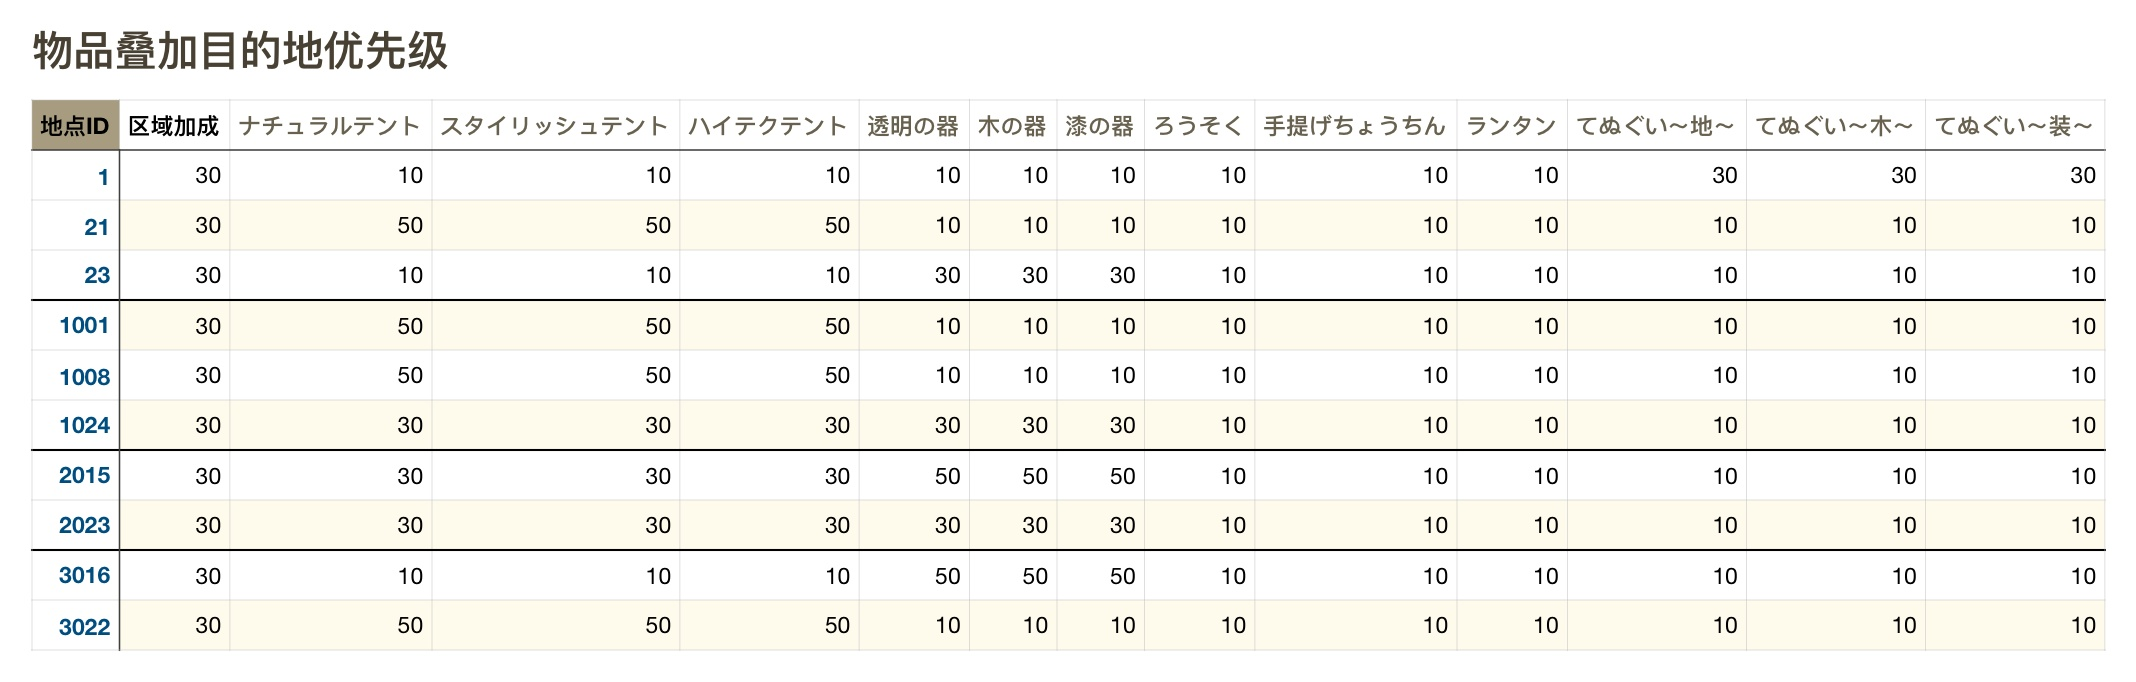 物品叠加目的地优先级
地点ID 区域加成 ナチュラルテント スタイリッシュテント ハイテクテント 透明の器 木の器 漆の器 ろうそく 手提げちょうちん ランタン てぬぐい～地～ てぬぐい～木～ てぬぐい～装～
1 30 10 10 10 10 10 10 10 10 10 30 30 30
21 30 50 50 50 10 10 10 10 10 10 10 10 10
23 30 10 10 10 30 30 30 10 10 10 10 10 10
1001 30 50 50 50 10 10 10 10 10 10 10 10 10
1008 30 50 50 50 10 10 10 10 10 10 10 10 10
1024 30 30 30 30 30 30 30 10 10 10 10 10 10
2015 30 30 30 30 50 50 50 10 10 10 10 10 10
2023 30 30 30 30 30 30 30 10 10 10 10 10 10
3016 30 10 10 10 50 50 50 10 10 10 10 10 10
3022 30 50 50 50 10 10 10 10 10 10 10 10 10